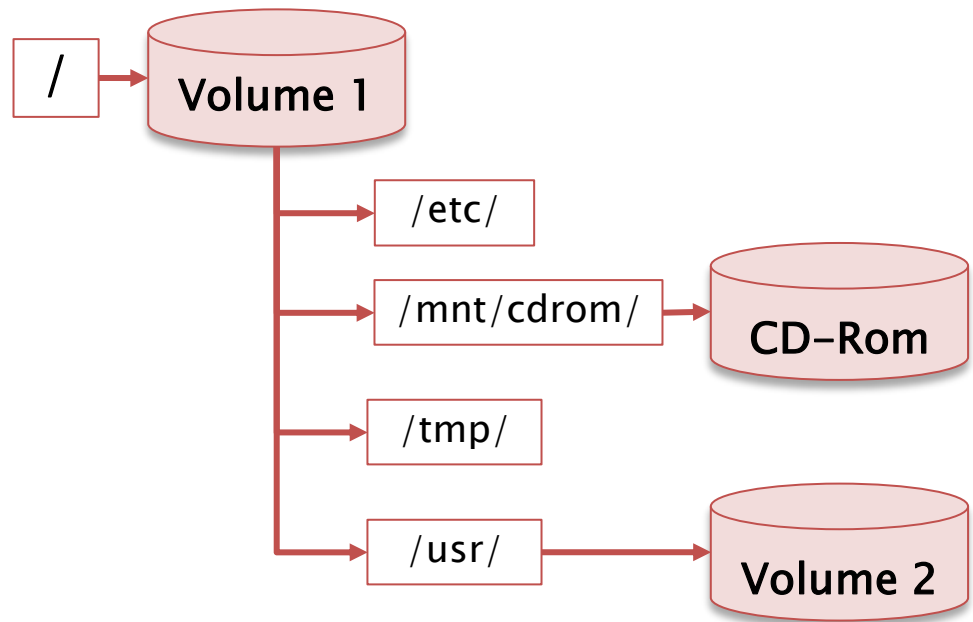 /
Volume 1
/etc/
/mnt/cdrom/
CD-Rom
/tmp/
/usr/
Volume 2